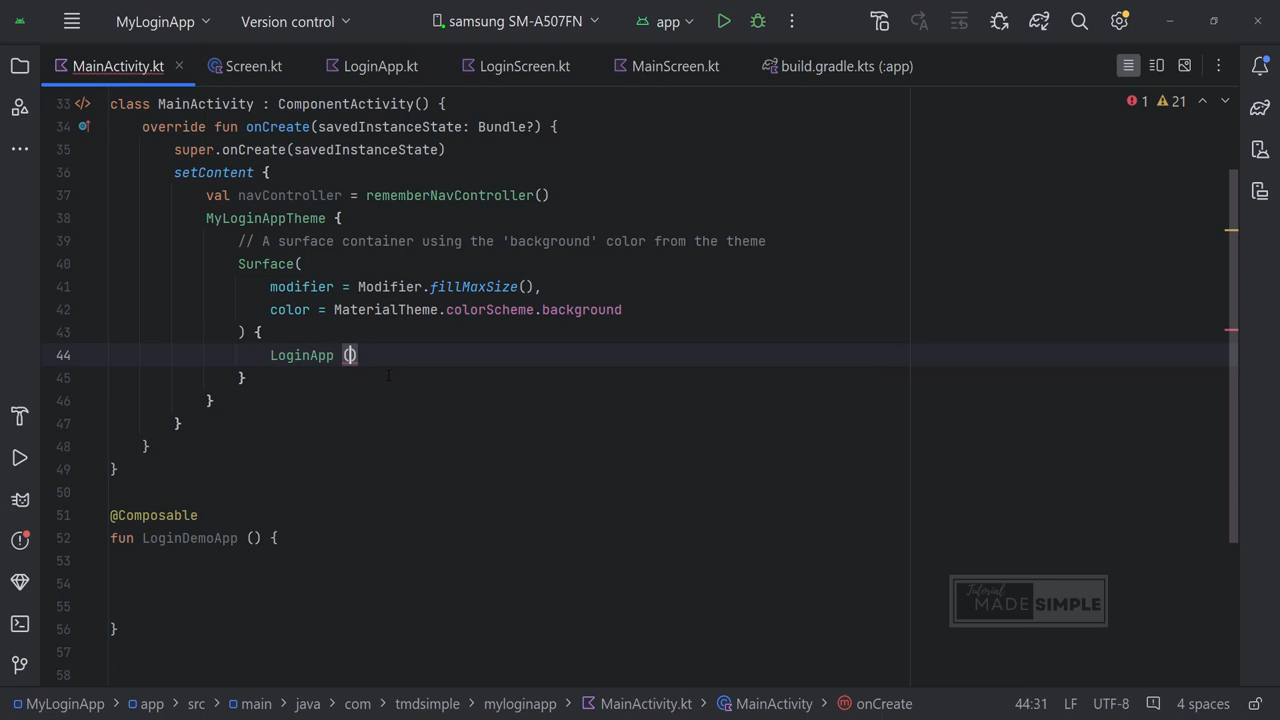 MyLoginApp Version control samsung SM-A507FN app
MainActivity.kt Screen.kt LoginApp.kt LoginScreen.kt MainScreen.kt build.gradle.kts (:app)
1 21
33 class MainActivity : ComponentActivity() {
34 override fun onCreate(savedInstanceState: Bundle?) {
35 super.onCreate(savedInstanceState)
36 setContent {
37 val navController = rememberNavController()
38 MyLoginAppTheme {
39 // A surface container using the 'background' color from the theme
40 Surface(
41 modifier = Modifier.fillMaxSize(),
42 color = MaterialTheme.colorScheme.background
43 ) {
44 LoginApp ()
45 }
46 }
47 }
48 }
49 }
50
51 @Composable
52 fun LoginDemoApp () {
53
54
55
56 }
57
58
Tutorial
MADE SIMPLE
MyLoginApp app src main java com tmdsimple myloginapp MainActivity.kt MainActivity onCreate 44:31 LF UTF-8 4 spaces